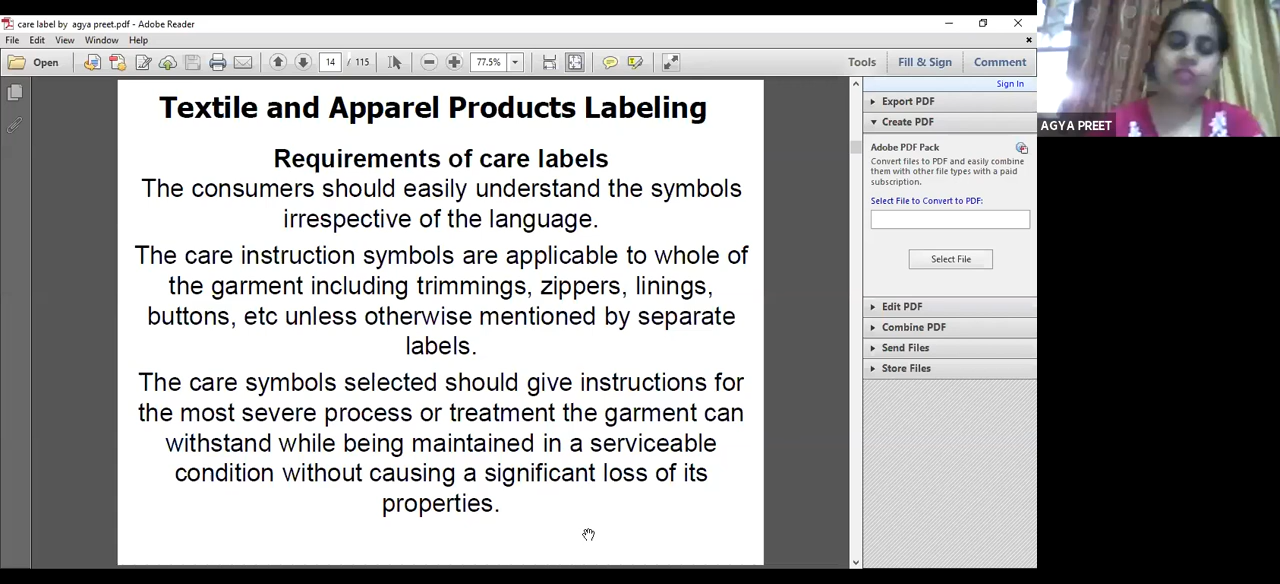 care label by agya preet.pdf - Adobe Reader
File Edit View Window Help
Open 14 / 115 77.5% Tools Fill & Sign Comment
Sign In
Textile and Apparel Products Labeling
Requirements of care labels
The consumers should easily understand the symbols
irrespective of the language.
The care instruction symbols are applicable to whole of
the garment including trimmings, zippers, linings,
buttons, etc unless otherwise mentioned by separate
labels.
The care symbols selected should give instructions for
the most severe process or treatment the garment can
withstand while being maintained in a serviceable
condition without causing a significant loss of its
properties.
Export PDF
Create PDF
Adobe PDF Pack
Convert files to PDF and easily combine
them with other file types with a paid
subscription.
Select File to Convert to PDF:
Select File
Edit PDF
Combine PDF
Send Files
Store Files
AGYA PREET